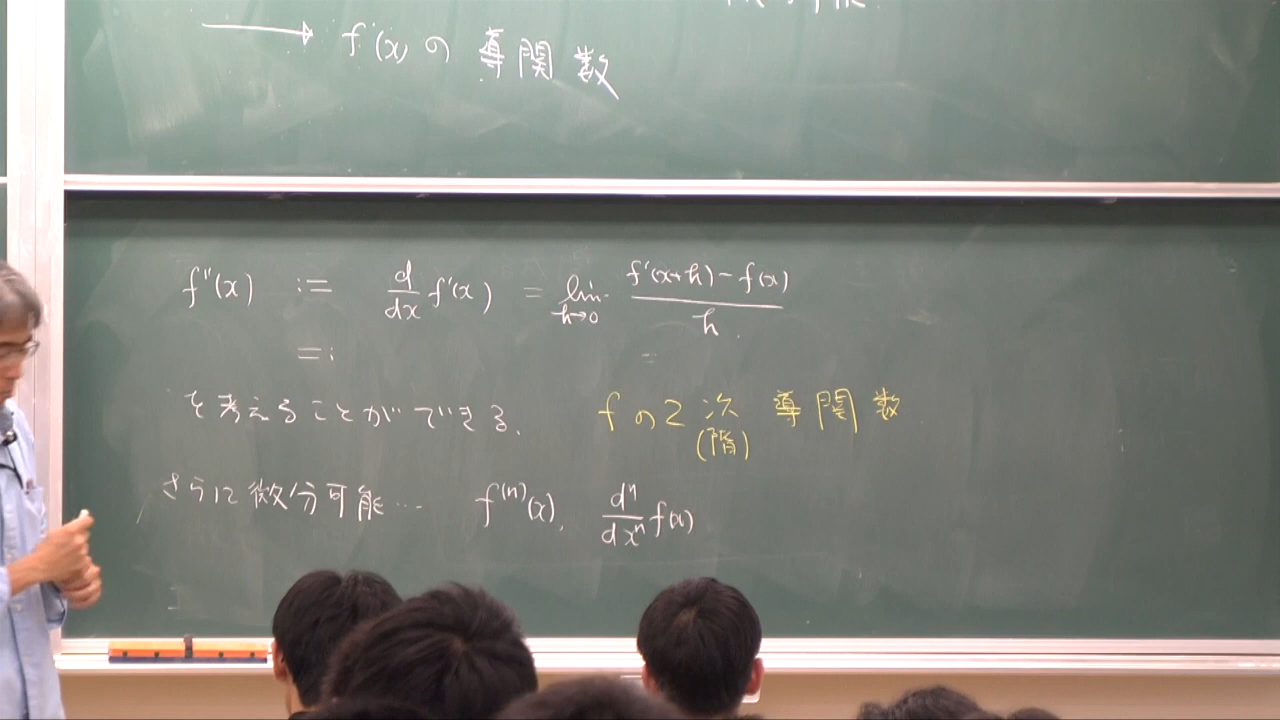 → f'(x) の 導関数
f''(x) := d/dx f'(x) = lim_{h→0} (f'(x+h) - f(x))/h
=:
を考えることができる、 fの2次(階)導関数
さらに微分可能… f^(n)(x), d^n/dx^n f(x)